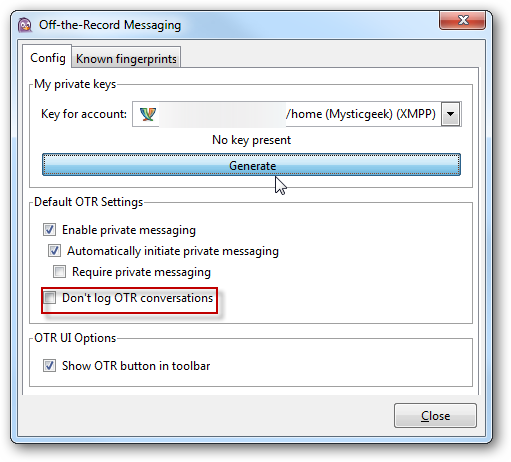 Off-the-Record Messaging
Config Known fingerprints
My private keys
Key for account: /home (Mysticgeek) (XMPP)
No key present
Generate
Default OTR Settings
Enable private messaging
Automatically initiate private messaging
Require private messaging
Don't log OTR conversations
OTR UI Options
Show OTR button in toolbar
Close